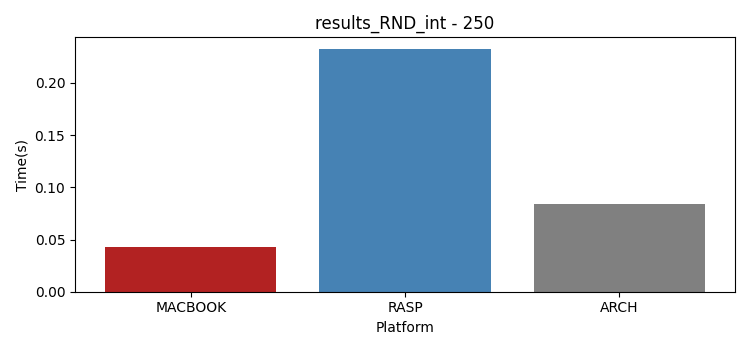 results_RND_int - 250
Time(s)
0.20
0.15
0.10
0.05
0.00
MACBOOK RASP ARCH
Platform